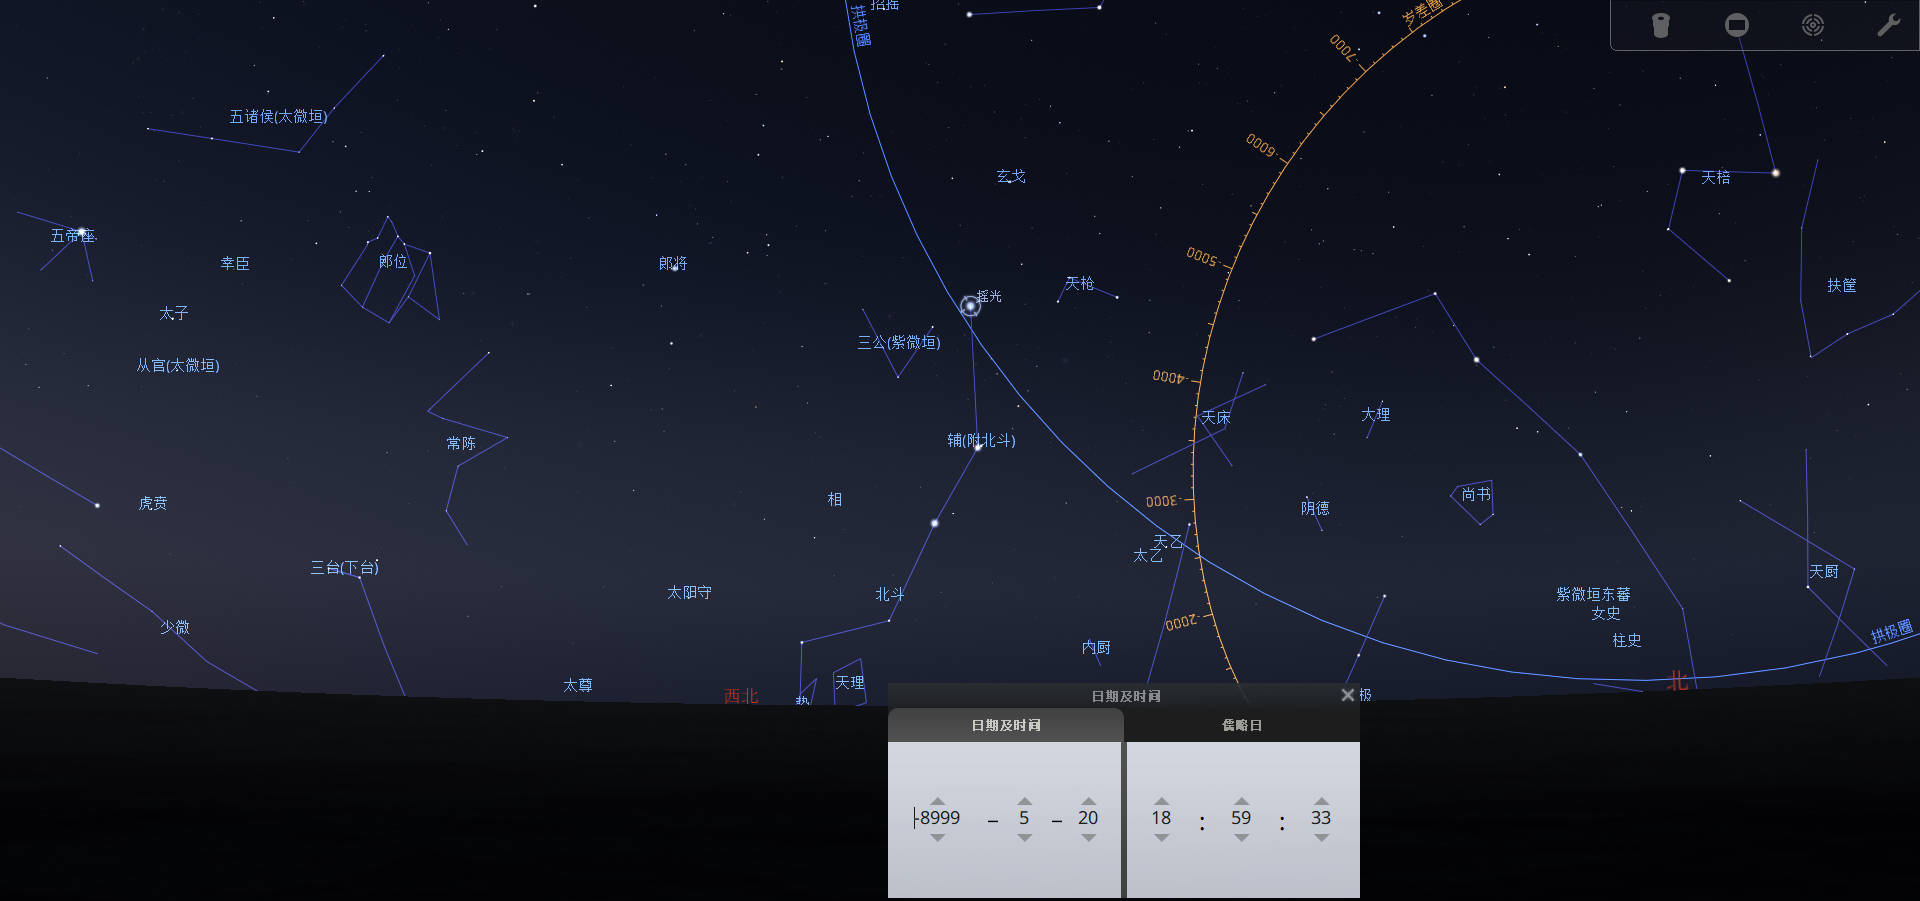 招摇
拱极圈
岁差圈
-7000
五诸侯(太微垣)
-6000
玄戈
天棓
五帝座
幸臣
郎位
郎将
-5000
天枪
扶筐
摇光
太子
三公(紫微垣)
从官(太微垣)
-4000
天床
大理
常陈
辅(附北斗)
虎贲
相
-3000
阴德
尚书
天乙
太乙
三台(下台)
天厨
太阳守
北斗
紫微垣东蕃
女史
少微
-2000
拱极圈
柱史
内厨
太尊
天理
西北
势
北
极
日期及时间
日期及时间
儒略日
-8999 – 5 – 20
18 : 59 : 33